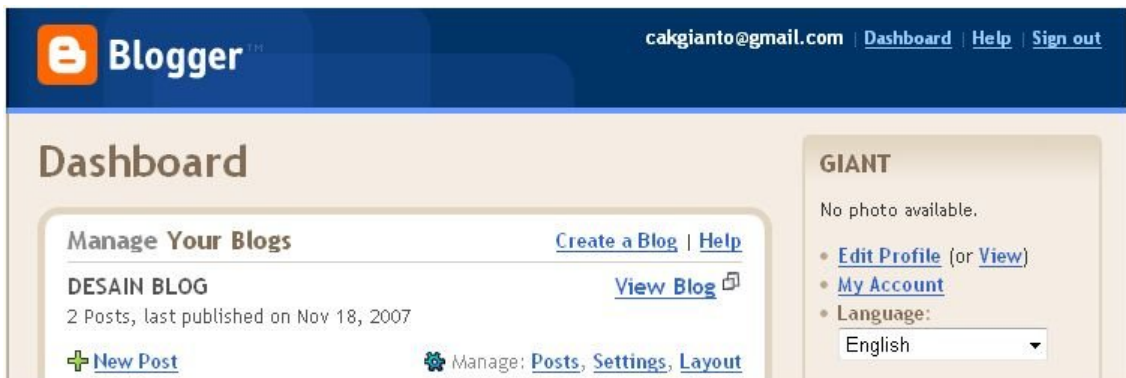 Blogger™
cakgianto@gmail.com | Dashboard | Help | Sign out
Dashboard
Manage Your Blogs
Create a Blog | Help
DESAIN BLOG
View Blog
2 Posts, last published on Nov 18, 2007
New Post
Manage: Posts, Settings, Layout
GIANT
No photo available.
• Edit Profile (or View)
• My Account
• Language:
English